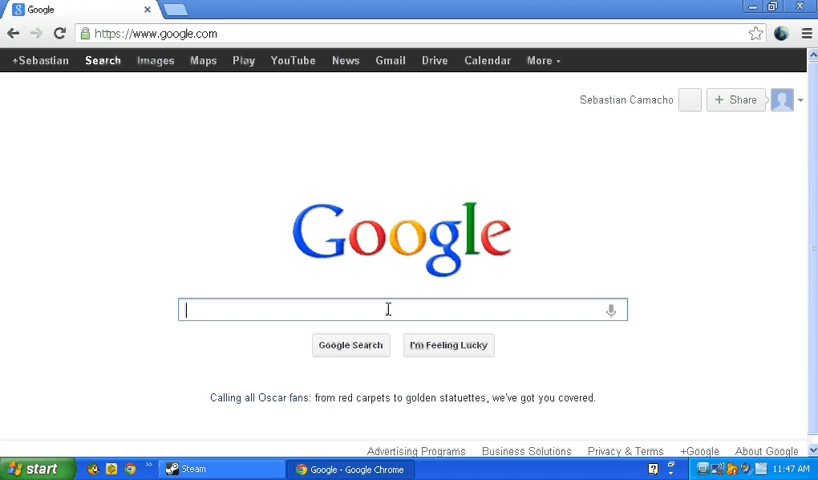 Google
https://www.google.com
+Sebastian Search Images Maps Play YouTube News Gmail Drive Calendar More
Sebastian Camacho + Share
Google
Google Search I'm Feeling Lucky
Calling all Oscar fans: from red carpets to golden statuettes, we've got you covered.
Advertising Programs Business Solutions Privacy & Terms +Google About Google
start Steam Google - Google Chrome 11:47 AM